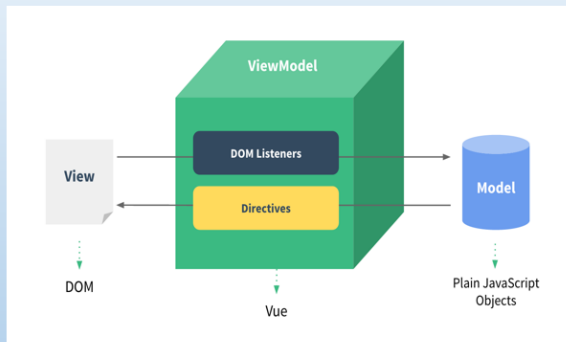 ViewModel
DOM Listeners
View
Model
Directives
DOM
Vue
Plain JavaScript
Objects